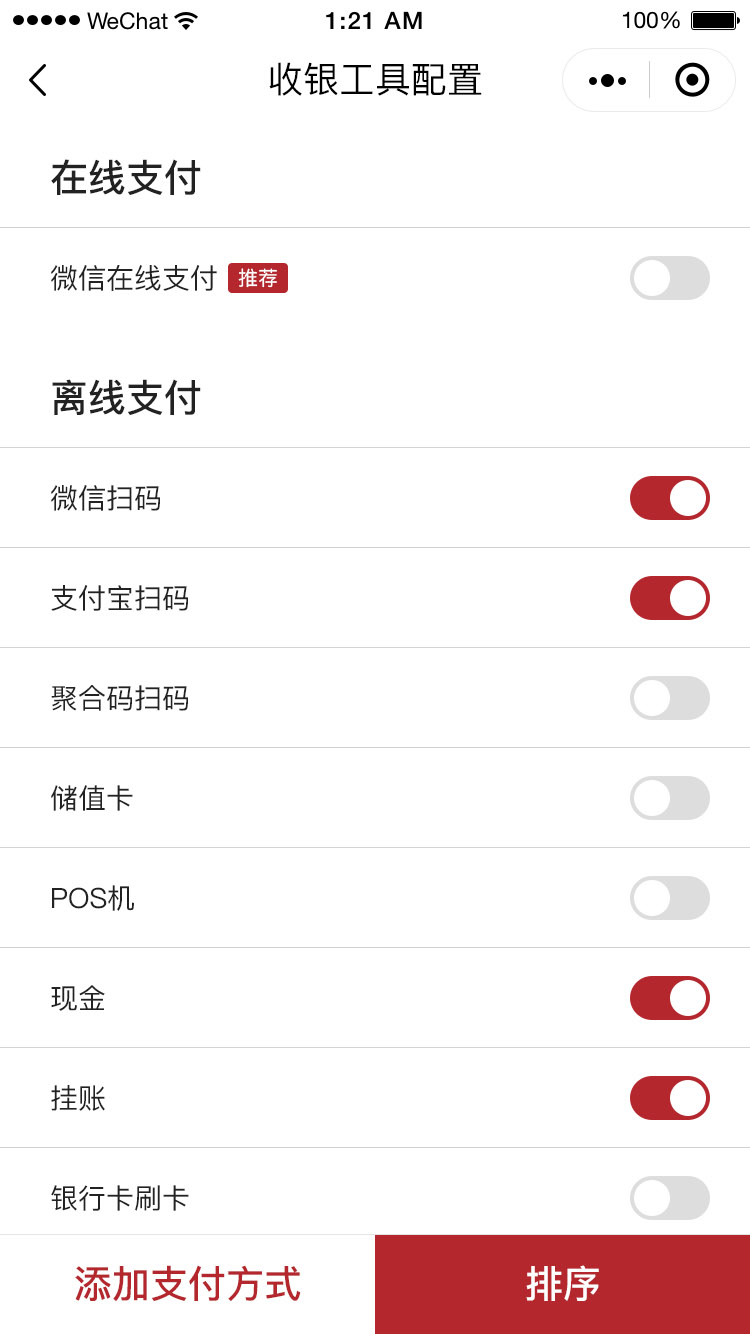 WeChat 1:21 AM 100%
收银工具配置
在线支付
微信在线支付 推荐
离线支付
微信扫码
支付宝扫码
聚合码扫码
储值卡
POS机
现金
挂账
银行卡刷卡
添加支付方式 排序